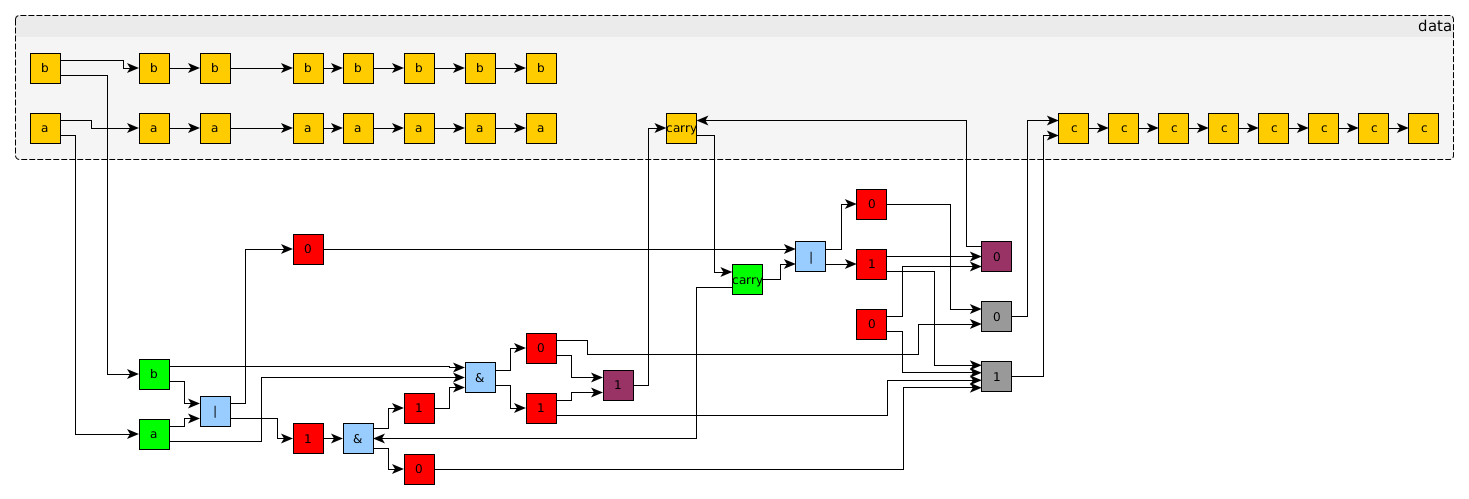 data
b b b b b b b b
a a a a a a a a carry c c c c c c c c
0
0 | 0
carry 1
0 0
0
b & 1 1
| 1 1
a 1 &
0